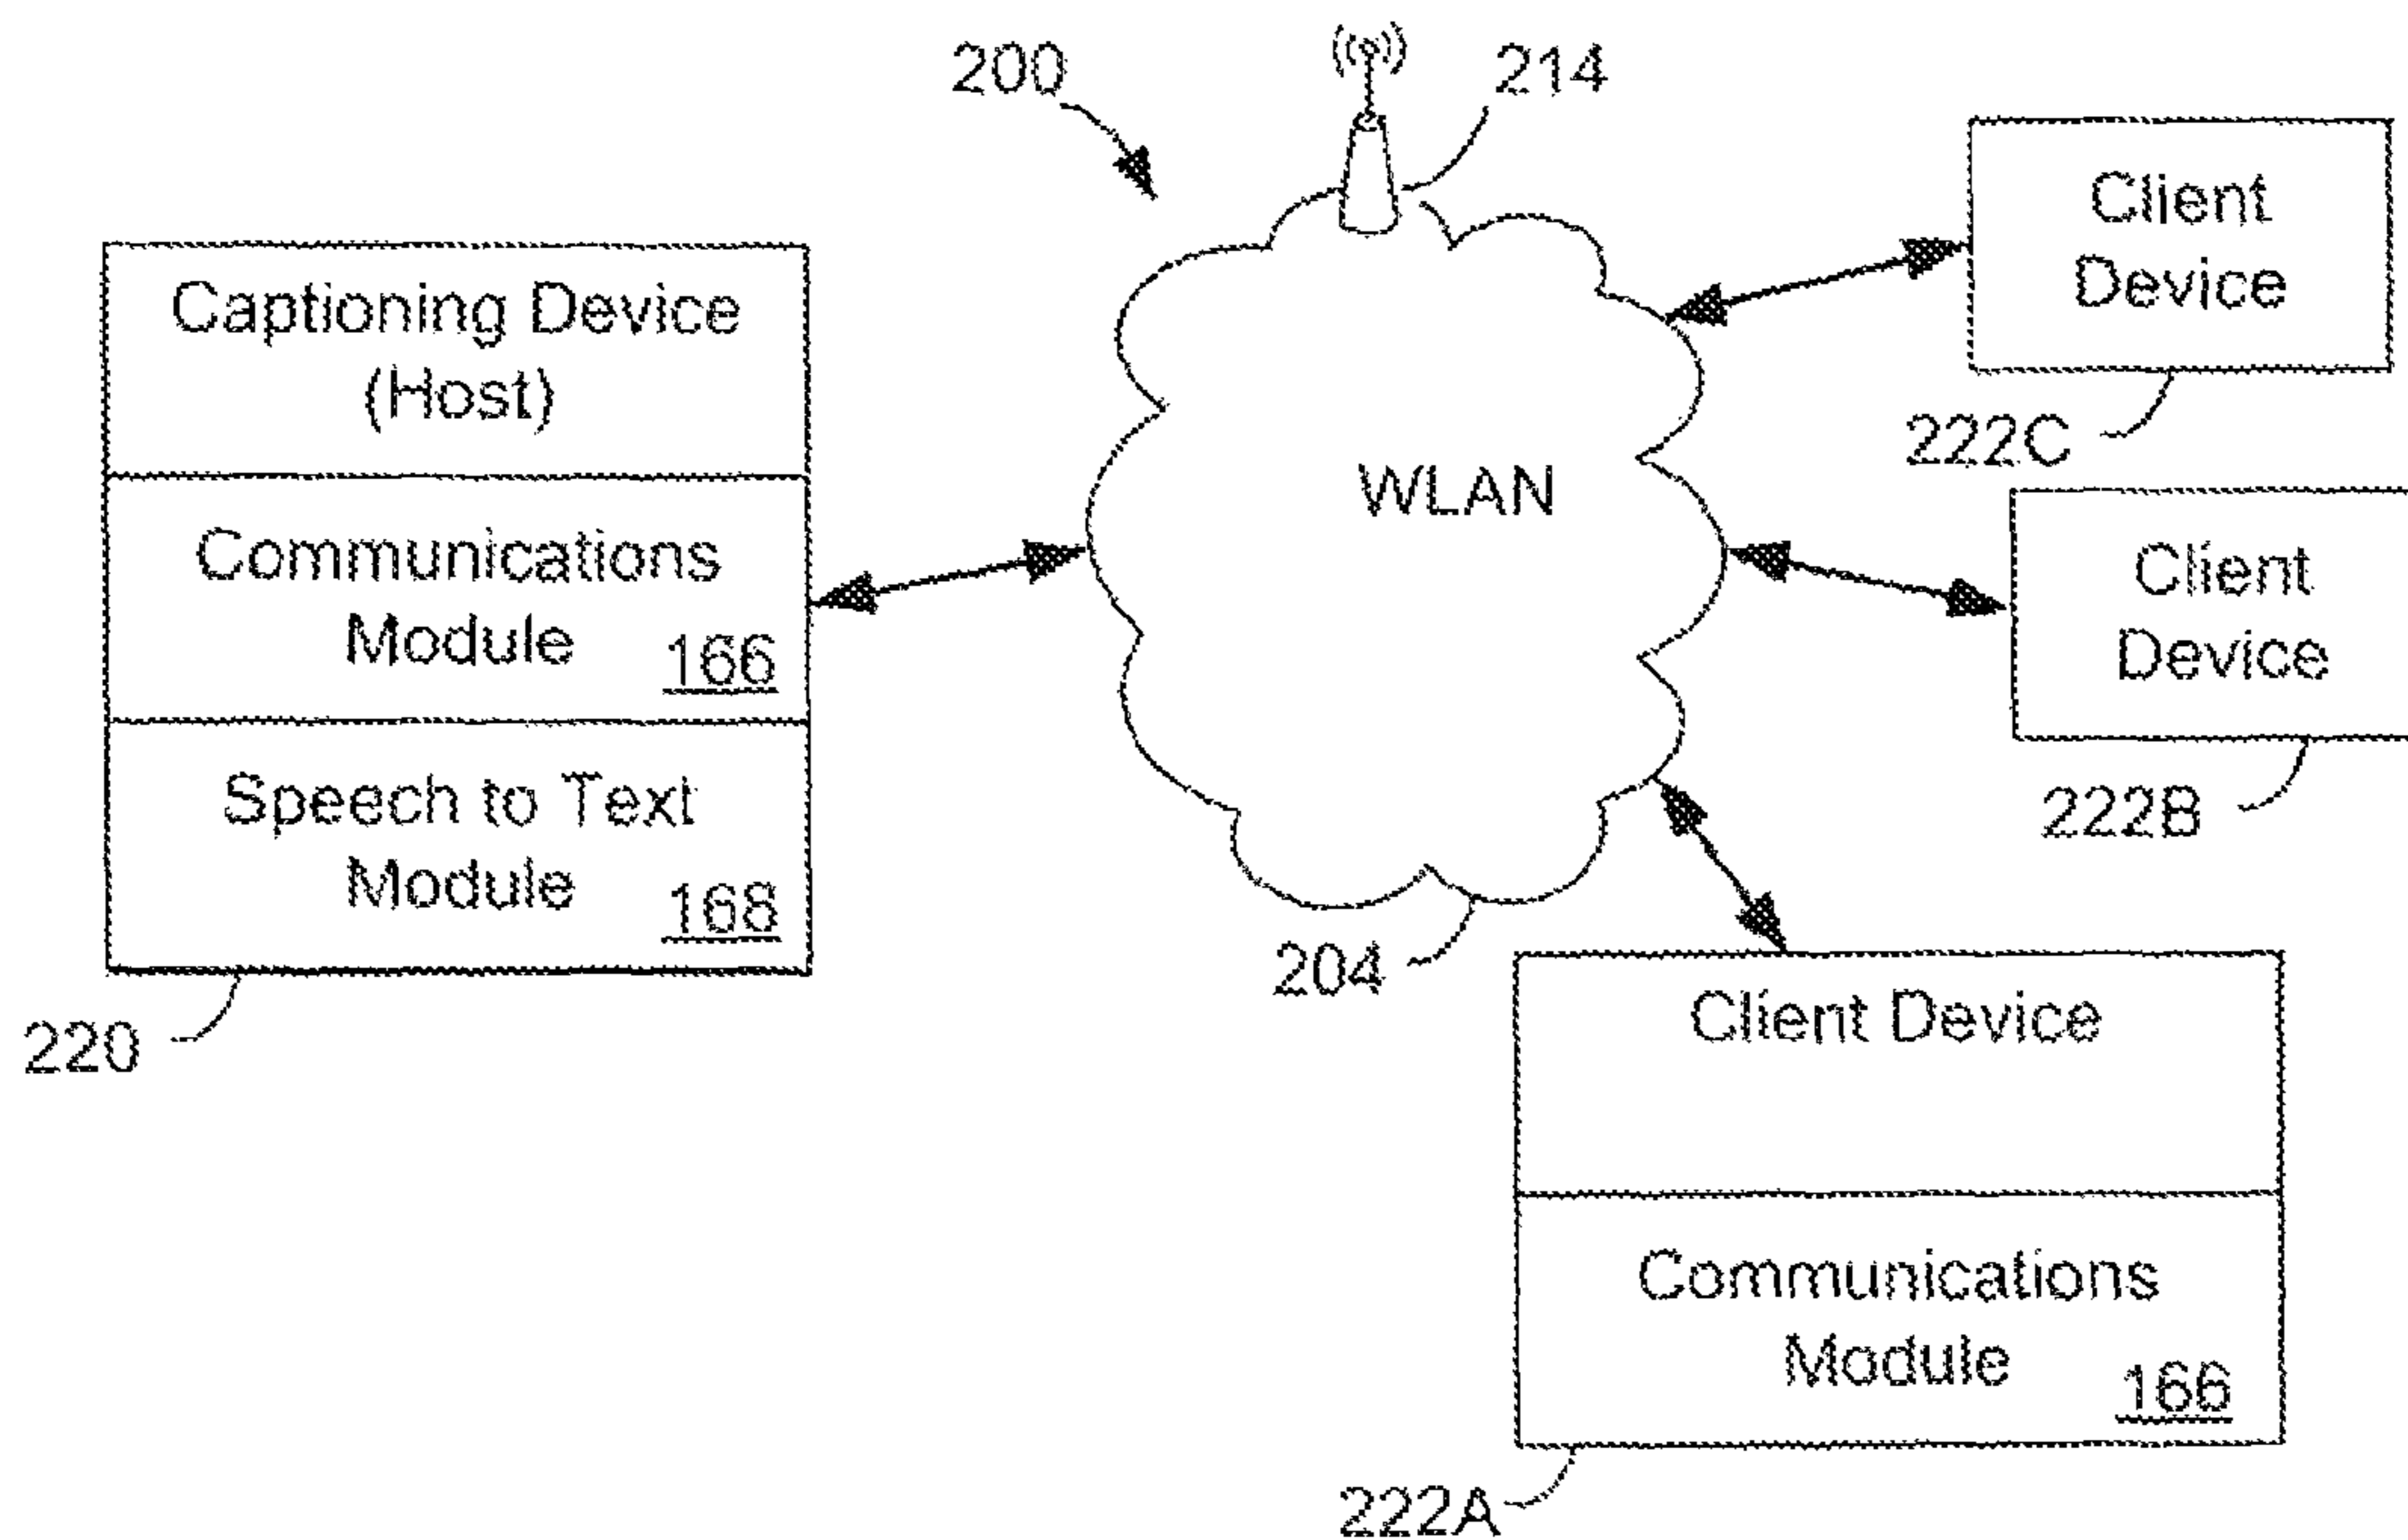 200
214
Captioning Device
(Host)
Communications
Module
166
Speech to Text
Module
168
220
WLAN
204
Client
Device
222C
Client
Device
222B
Client Device
Communications
Module
166
222A